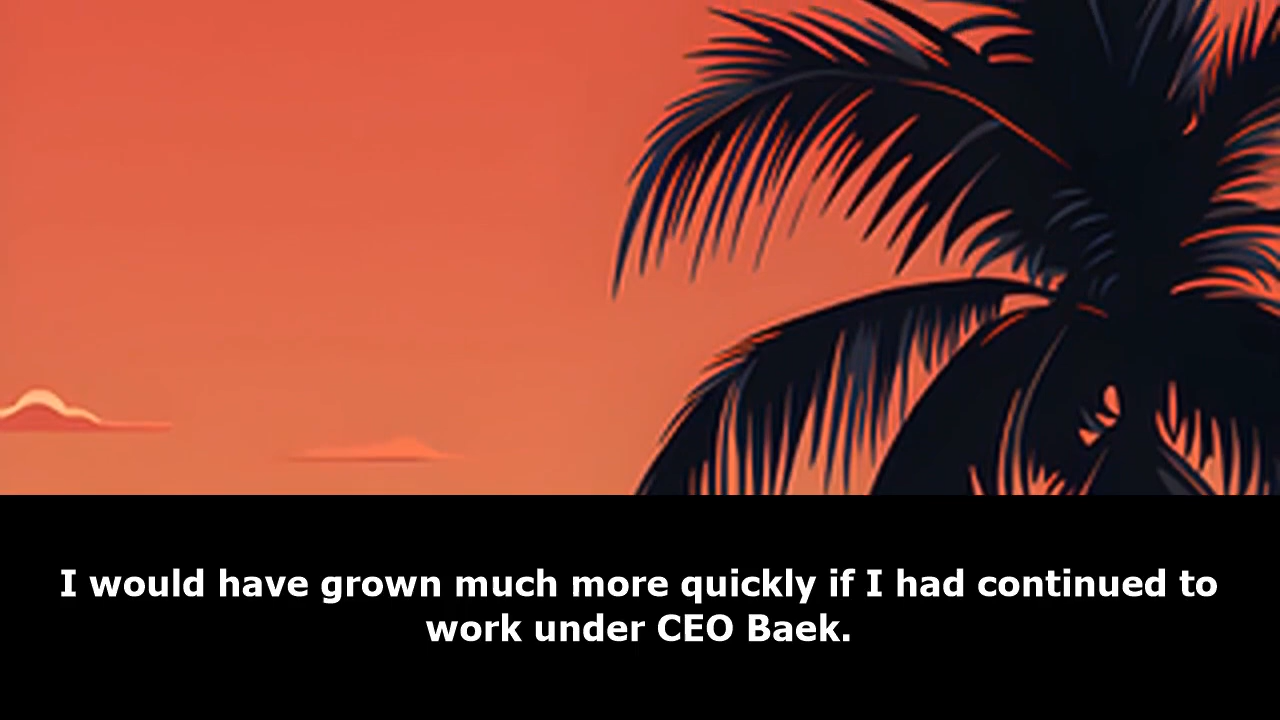 I would have grown much more quickly if I had continued to
work under CEO Baek.